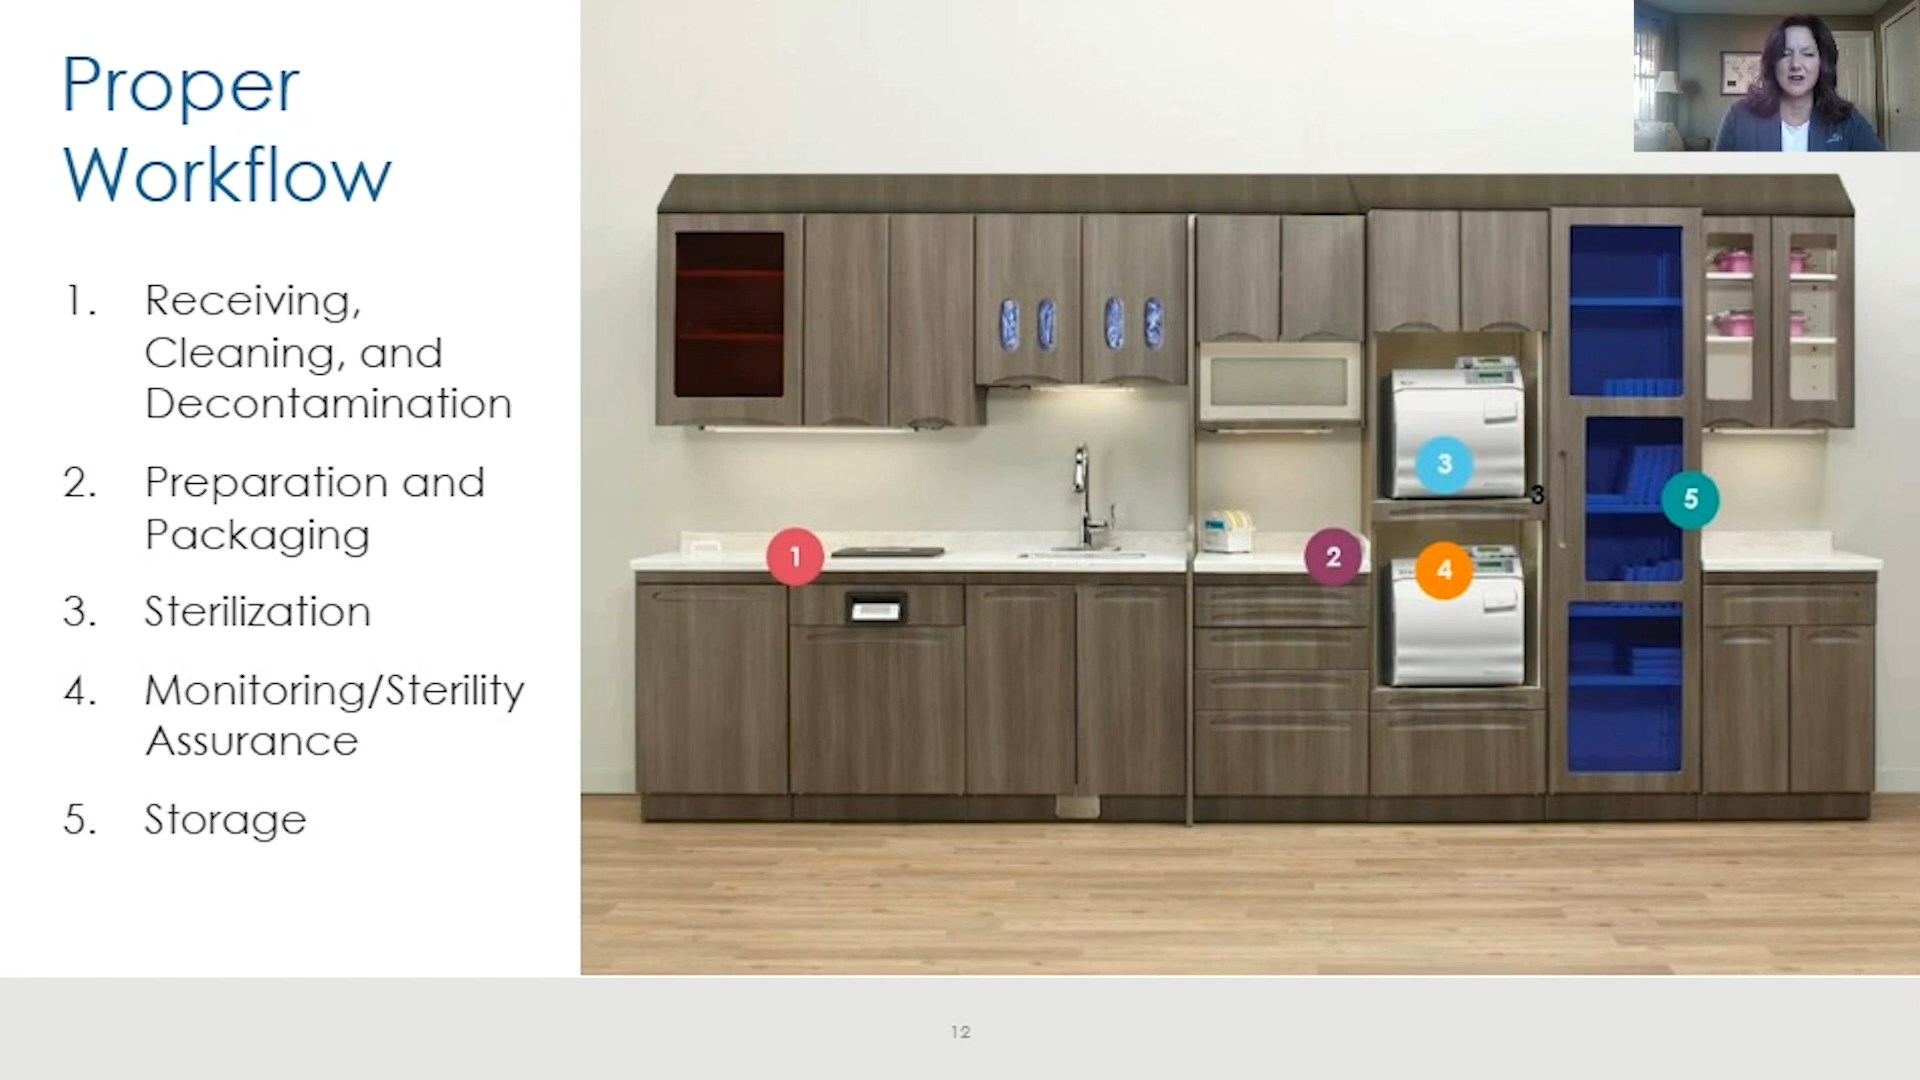 Proper
Workflow
1. Receiving,
Cleaning, and
Decontamination
2. Preparation and
Packaging
3. Sterilization
4. Monitoring/Sterility
Assurance
5. Storage
1
2
3
3
4
5
12